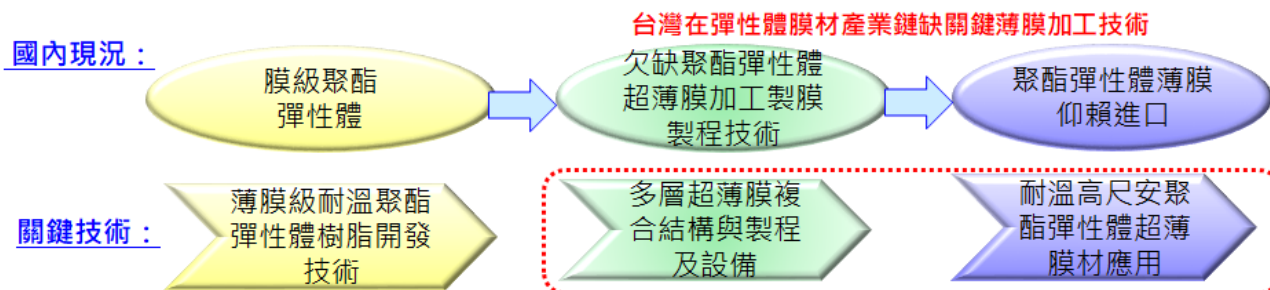 台灣在彈性體膜材產業鏈缺關鍵薄膜加工技術
國內現況：
膜級聚酯
彈性體
欠缺聚酯彈性體
超薄膜加工製膜
製程技術
聚酯彈性體薄膜
仰賴進口
關鍵技術：
薄膜級耐溫聚酯
彈性體樹脂開發
技術
多層超薄膜複
合結構與製程
及設備
耐溫高尺安聚
酯彈性體超薄
膜材應用